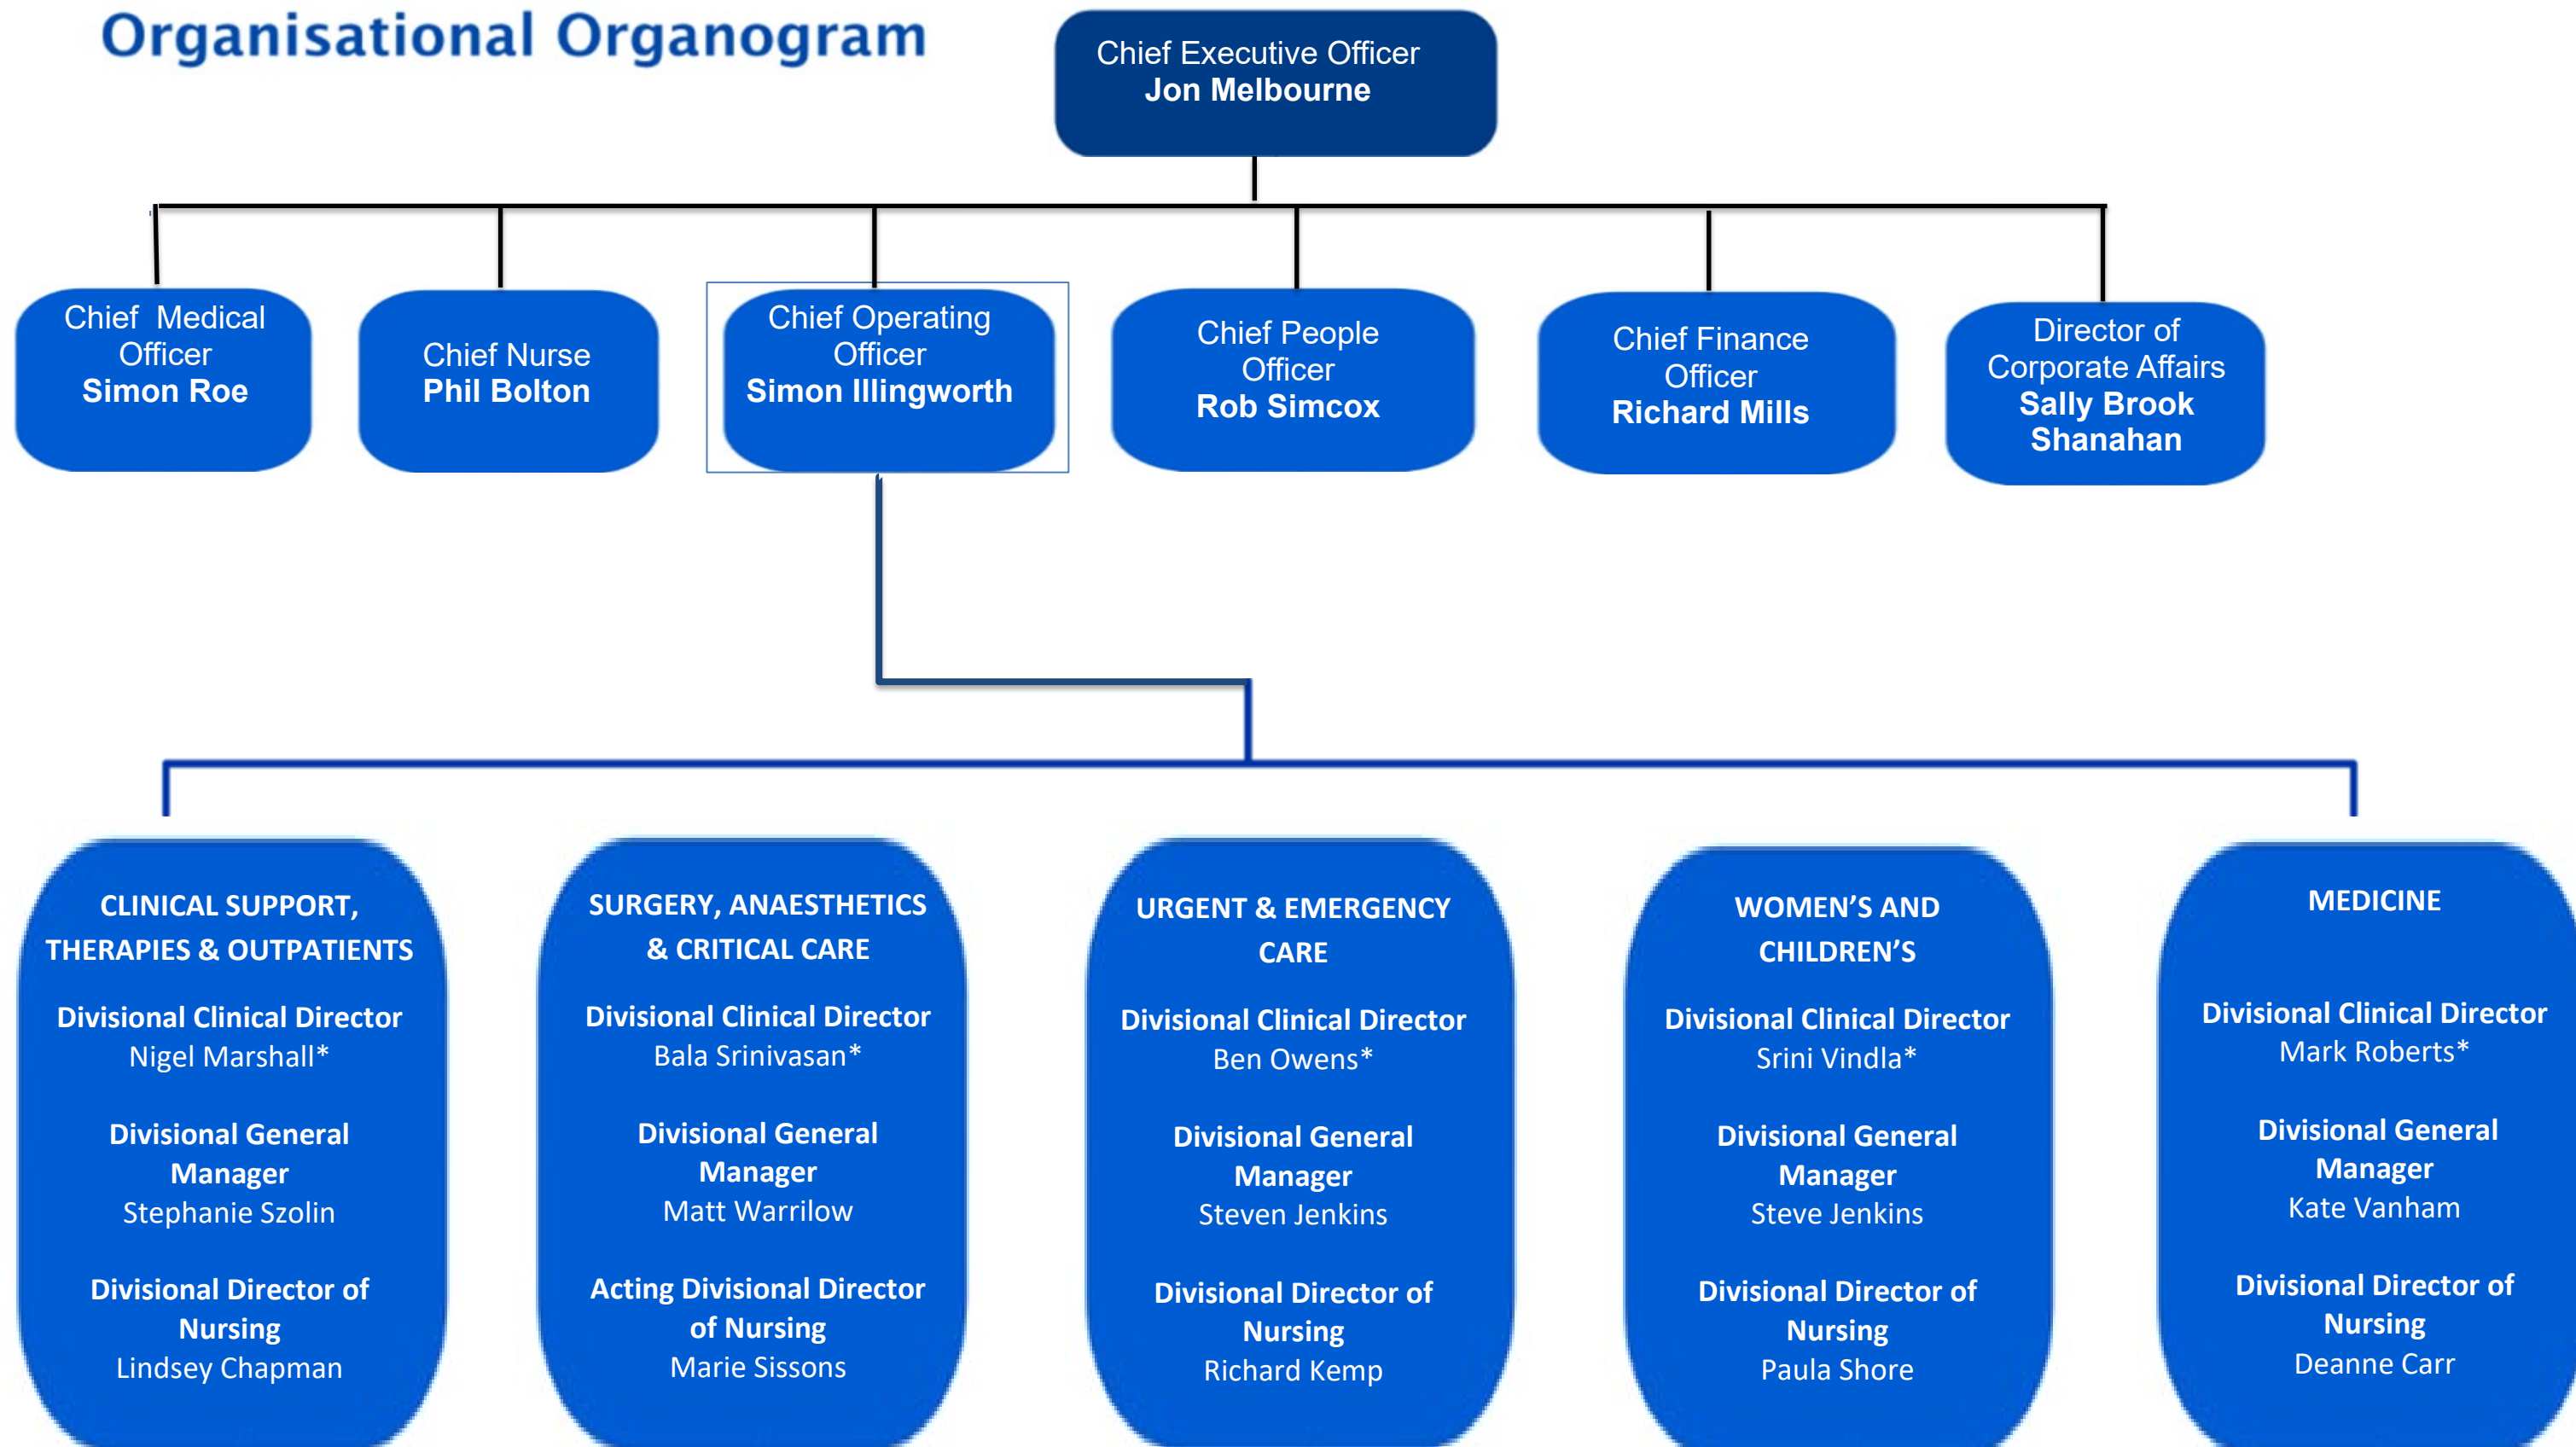 Organisational Organogram
Chief Executive Officer
Jon Melbourne
Chief Medical
Officer
Simon Roe
Chief Nurse
Phil Bolton
Chief Operating
Officer
Simon Illingworth
Chief People
Officer
Rob Simcox
Chief Finance
Officer
Richard Mills
Director of
Corporate Affairs
Sally Brook
Shanahan
CLINICAL SUPPORT,
THERAPIES & OUTPATIENTS
Divisional Clinical Director
Nigel Marshall*
Divisional General
Manager
Stephanie Szolin
Divisional Director of
Nursing
Lindsey Chapman
SURGERY, ANAESTHETICS
& CRITICAL CARE
Divisional Clinical Director
Bala Srinivasan*
Divisional General
Manager
Matt Warrilow
Acting Divisional Director
of Nursing
Marie Sissons
URGENT & EMERGENCY
CARE
Divisional Clinical Director
Ben Owens*
Divisional General
Manager
Steven Jenkins
Divisional Director of
Nursing
Richard Kemp
WOMEN’S AND
CHILDREN’S
Divisional Clinical Director
Srini Vindla*
Divisional General
Manager
Steve Jenkins
Divisional Director of
Nursing
Paula Shore
MEDICINE
Divisional Clinical Director
Mark Roberts*
Divisional General
Manager
Kate Vanham
Divisional Director of
Nursing
Deanne Carr